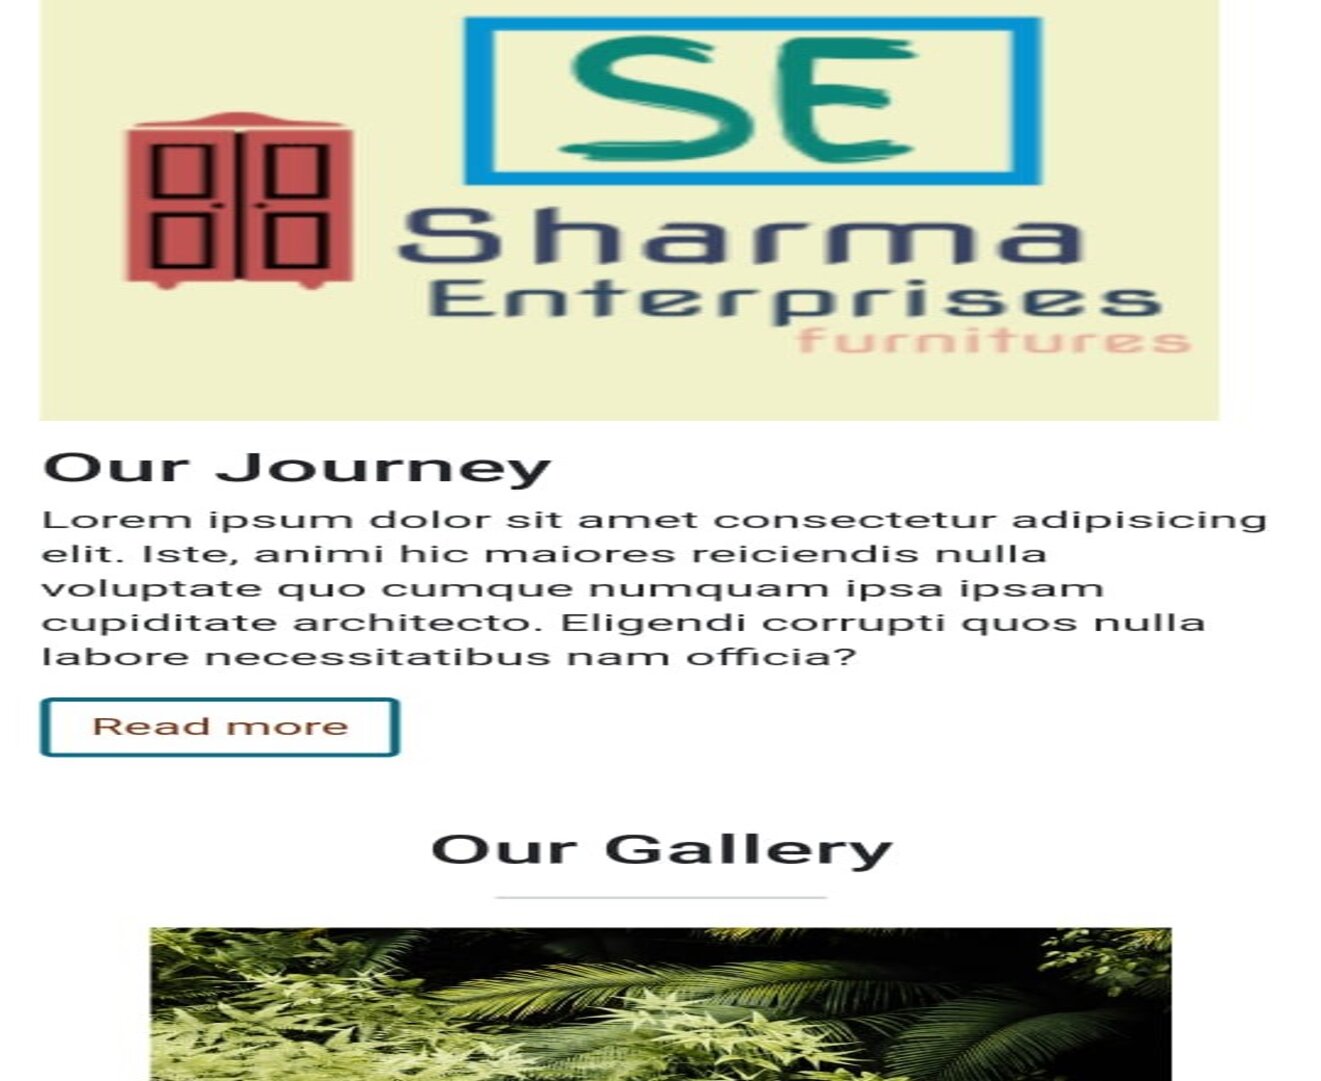 SE
Sharma
Enterprises
furnitures
Our Journey
Lorem ipsum dolor sit amet consectetur adipisicing
elit. Iste, animi hic maiores reiciendis nulla
voluptate quo cumque numquam ipsa ipsam
cupiditate architecto. Eligendi corrupti quos nulla
labore necessitatibus nam officia?
Read more
Our Gallery